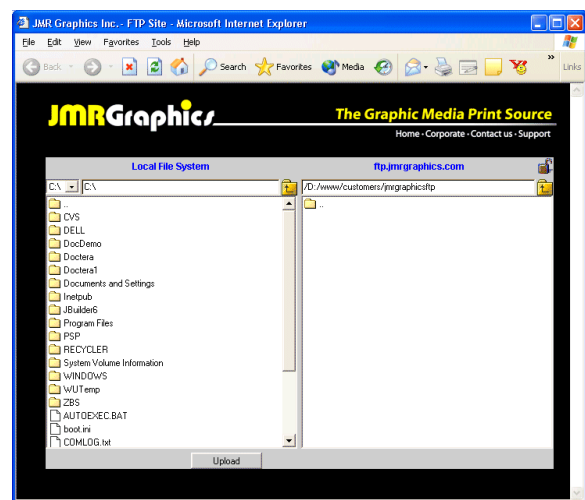 JMR Graphics Inc.- FTP Site - Microsoft Internet Explorer
File Edit View Favorites Tools Help
Back Search Favorites Media » Links
JMRGraphics
The Graphic Media Print Source
Home - Corporate - Contact us - Support
Local File System ftp.jmrgraphics.com
C:\ C:\ /D:/www/customers/jmrgraphicsftp
.. ..
CVS
DELL
DocDemo
Doctera
Doctera1
Documents and Settings
Inetpub
JBuilder6
Program Files
PSP
RECYCLER
System Volume Information
WINDOWS
WUTemp
ZBS
AUTOEXEC.BAT
boot.ini
COMLOG.txt
Upload